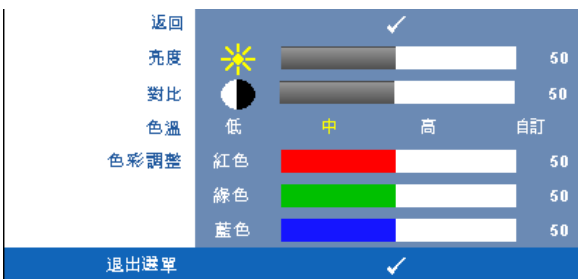 返回
亮度 50
對比 50
色溫 低 中 高 自訂
色彩調整 紅色 50
綠色 50
藍色 50
退出選單